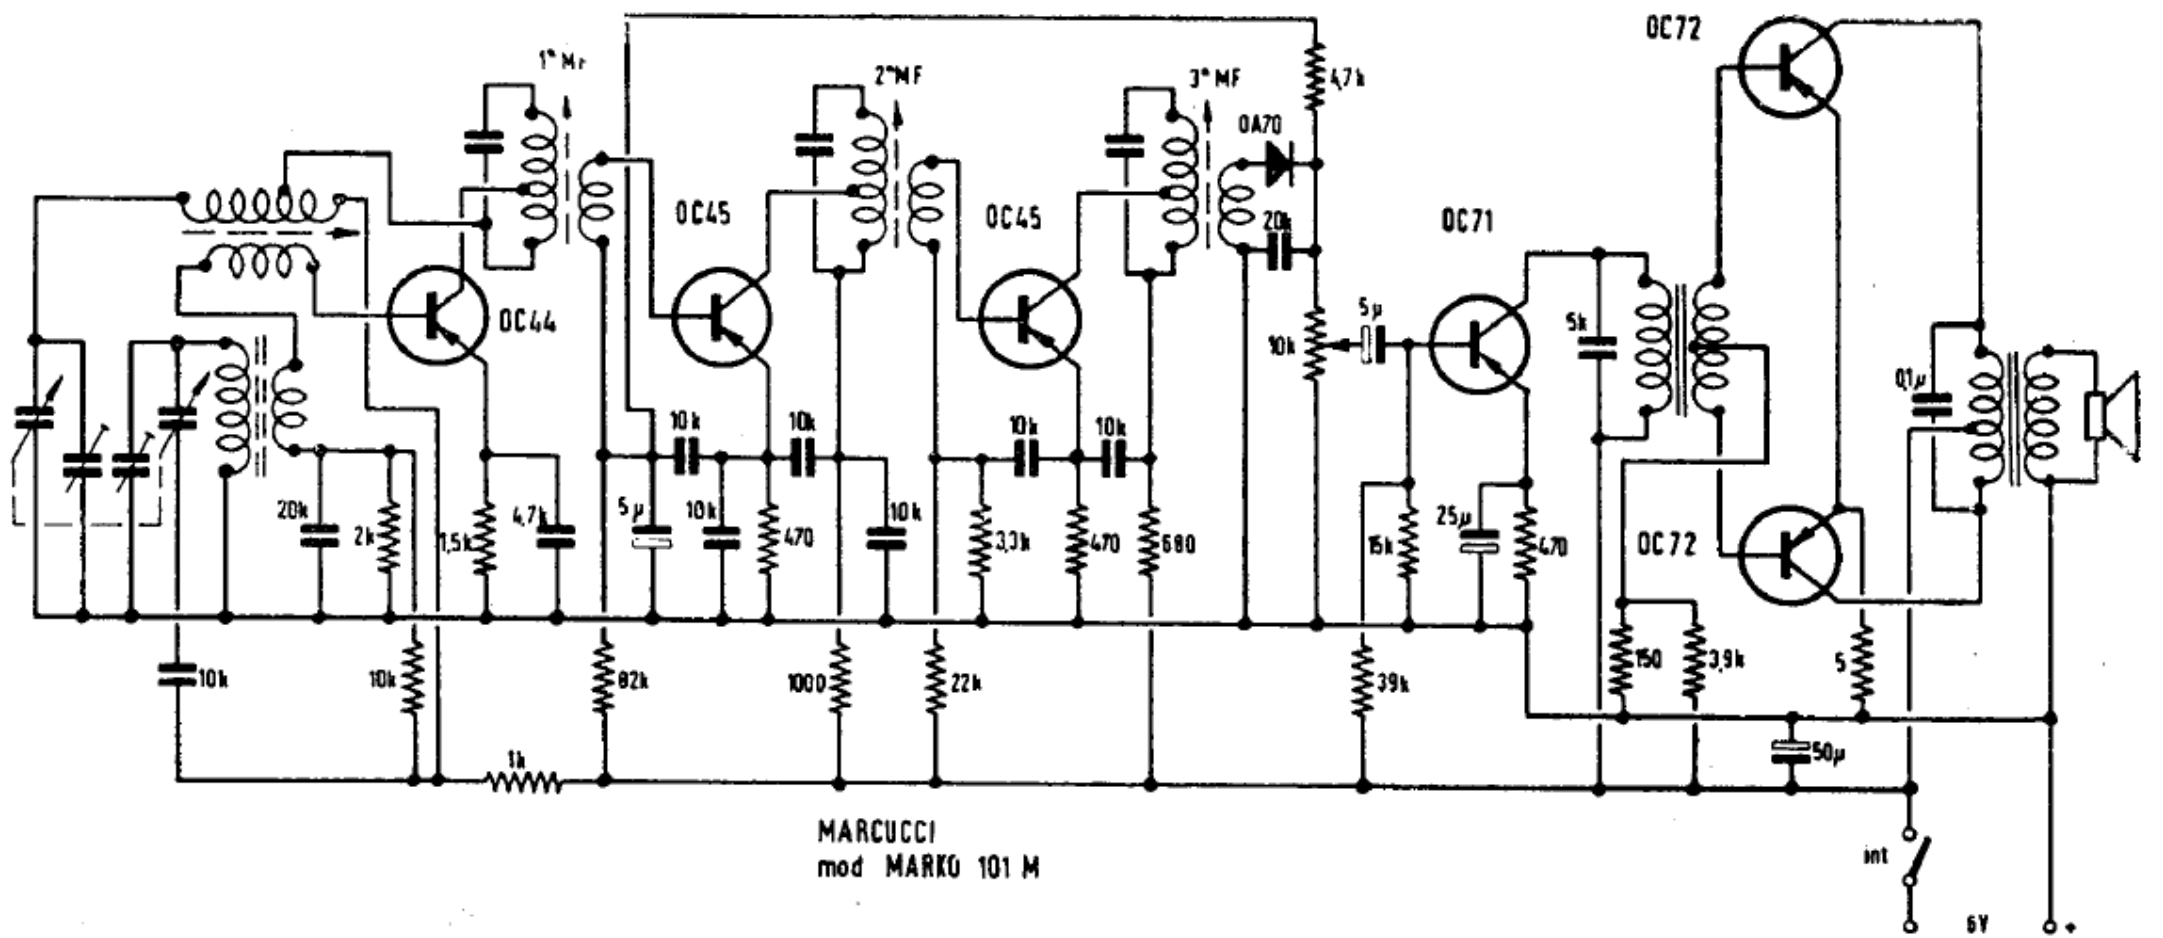 OC72
1ª MF
2ª MF
3ª MF
4,7k
OA70
OC45
OC45
20k
OC71
OC44
5µ
10k
5k
0,1µ
10k
10k
10k
10k
20k
2k
1,5k
4,7k
5µ
10k
470
10k
3,3k
470
680
15k
25µ
470
OC72
10k
10k
82k
1000
22k
39k
150
3,9k
5
1k
50µ
MARCUCCI
mod MARKO 101 M
int
6V
+